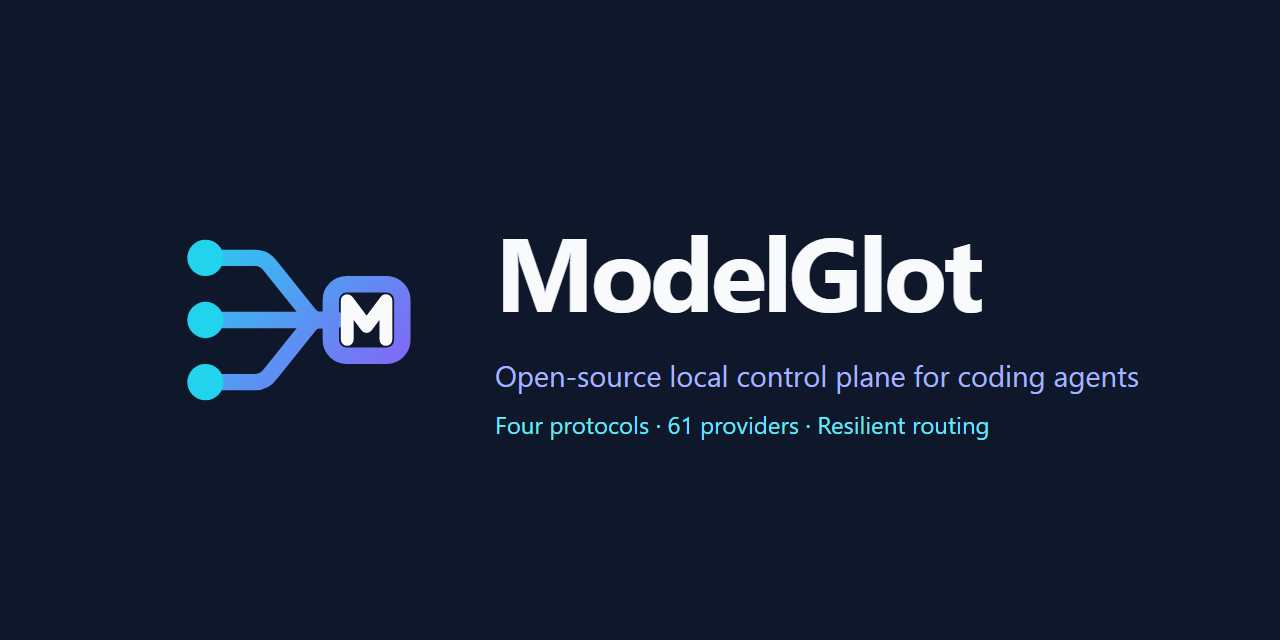 M
ModelGlot
Open-source local control plane for coding agents
Four protocols · 61 providers · Resilient routing